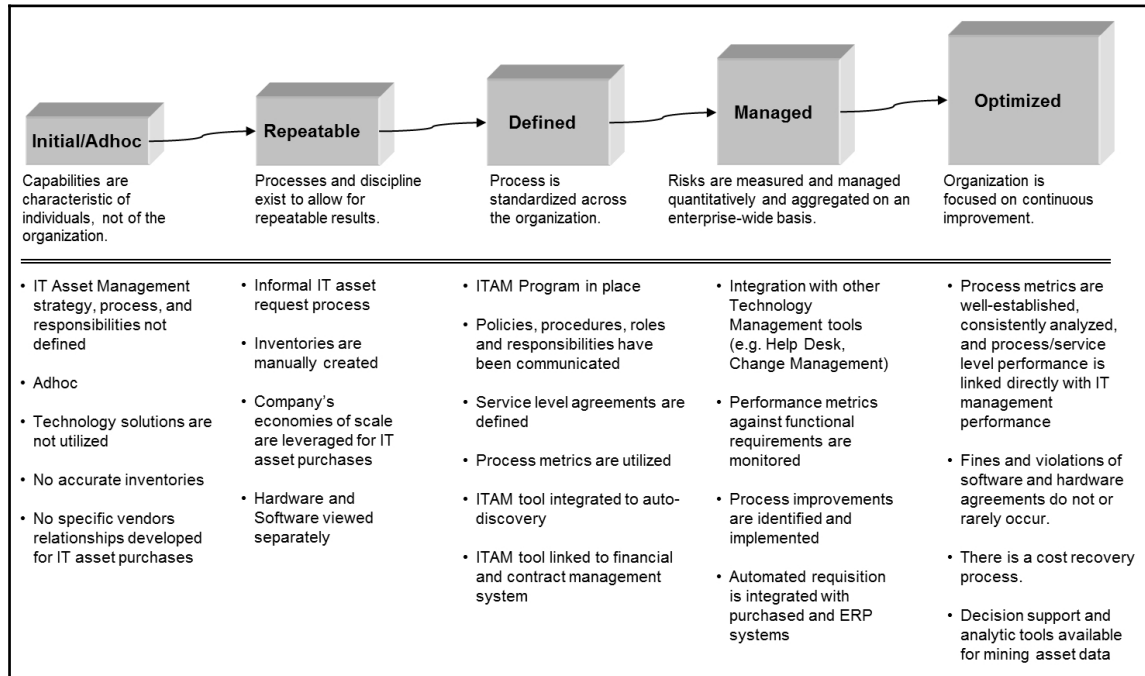 Initial/Adhoc
Repeatable
Defined
Managed
Optimized
Capabilities are
characteristic of
individuals, not of the
organization.
Processes and discipline
exist to allow for
repeatable results.
Process is
standardized across
the organization.
Risks are measured and managed
quantitatively and aggregated on an
enterprise-wide basis.
Organization is
focused on continuous
improvement.
• IT Asset Management
strategy, process, and
responsibilities not
defined
• Adhoc
• Technology solutions are
not utilized
• No accurate inventories
• No specific vendors
relationships developed
for IT asset purchases
• Informal IT asset
request process
• Inventories are
manually created
• Company's
economies of scale
are leveraged for IT
asset purchases
• Hardware and
Software viewed
separately
• ITAM Program in place
• Policies, procedures, roles
and responsibilities have
been communicated
• Service level agreements are
defined
• Process metrics are utilized
• ITAM tool integrated to auto-
discovery
• ITAM tool linked to financial
and contract management
system
• Integration with other
Technology
Management tools
(e.g. Help Desk,
Change Management)
• Performance metrics
against functional
requirements are
monitored
• Process improvements
are identified and
implemented
• Automated requisition
is integrated with
purchased and ERP
systems
• Process metrics are
well-established,
consistently analyzed,
and process/service
level performance is
linked directly with IT
management
performance
• Fines and violations of
software and hardware
agreements do not or
rarely occur.
• There is a cost recovery
process.
• Decision support and
analytic tools available
for mining asset data